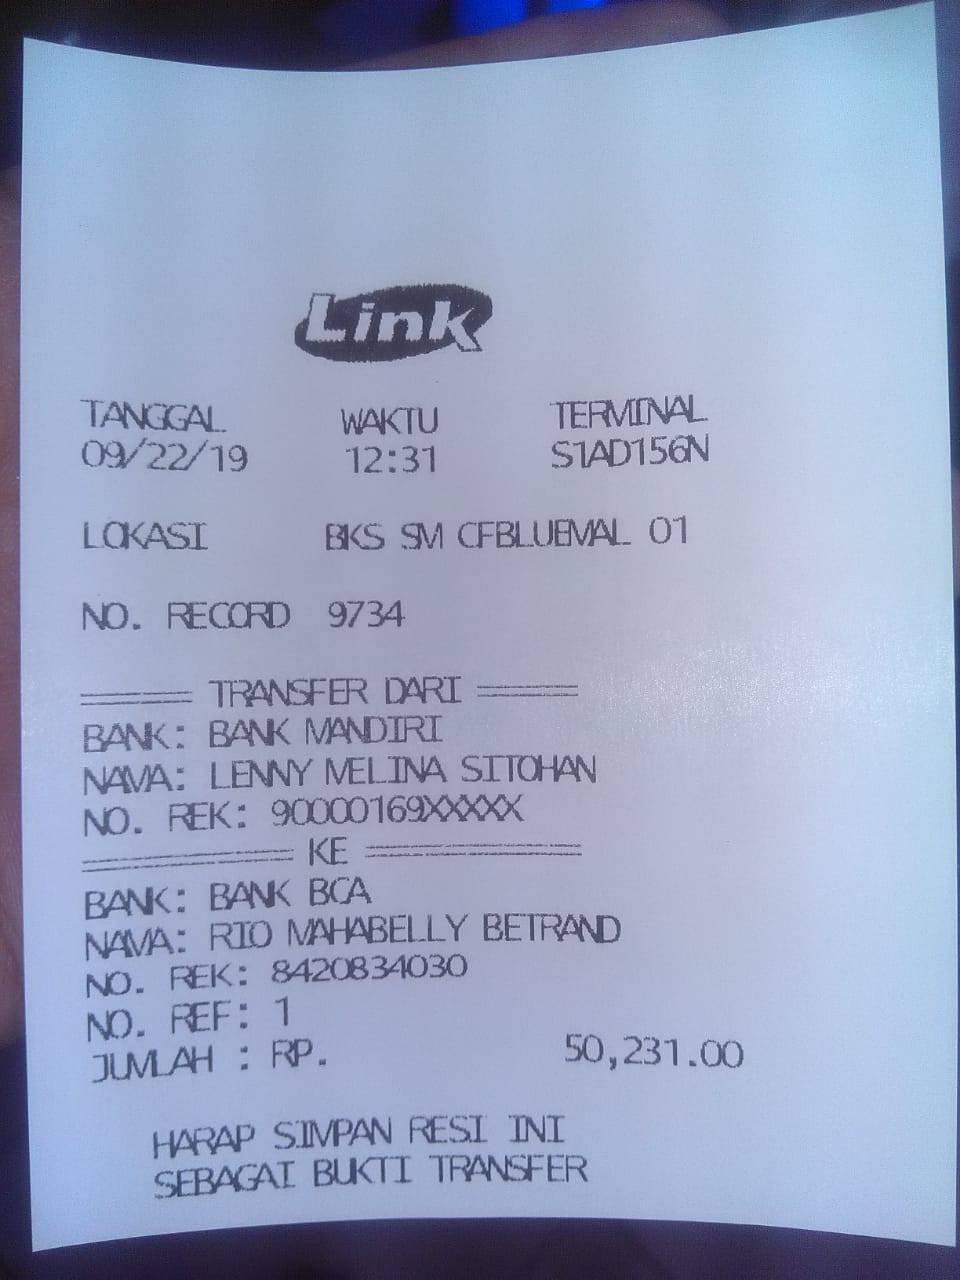 Link
TANGGAL WAKTU TERMINAL
09/22/19 12:31 S1AD156N
LOKASI BKS SM CFBLUEMAL 01
NO. RECORD 9734
===== TRANSFER DARI =====
BANK: BANK MANDIRI
NAMA: LENNY MELINA SITOHAN
NO. REK: 90000169XXXXX
========== KE ==========
BANK: BANK BCA
NAMA: RIO MAHABELLY BETRAND
NO. REK: 8420834030
NO. REF: 1
JUMLAH : RP. 50,231.00
HARAP SIMPAN RESI INI
SEBAGAI BUKTI TRANSFER